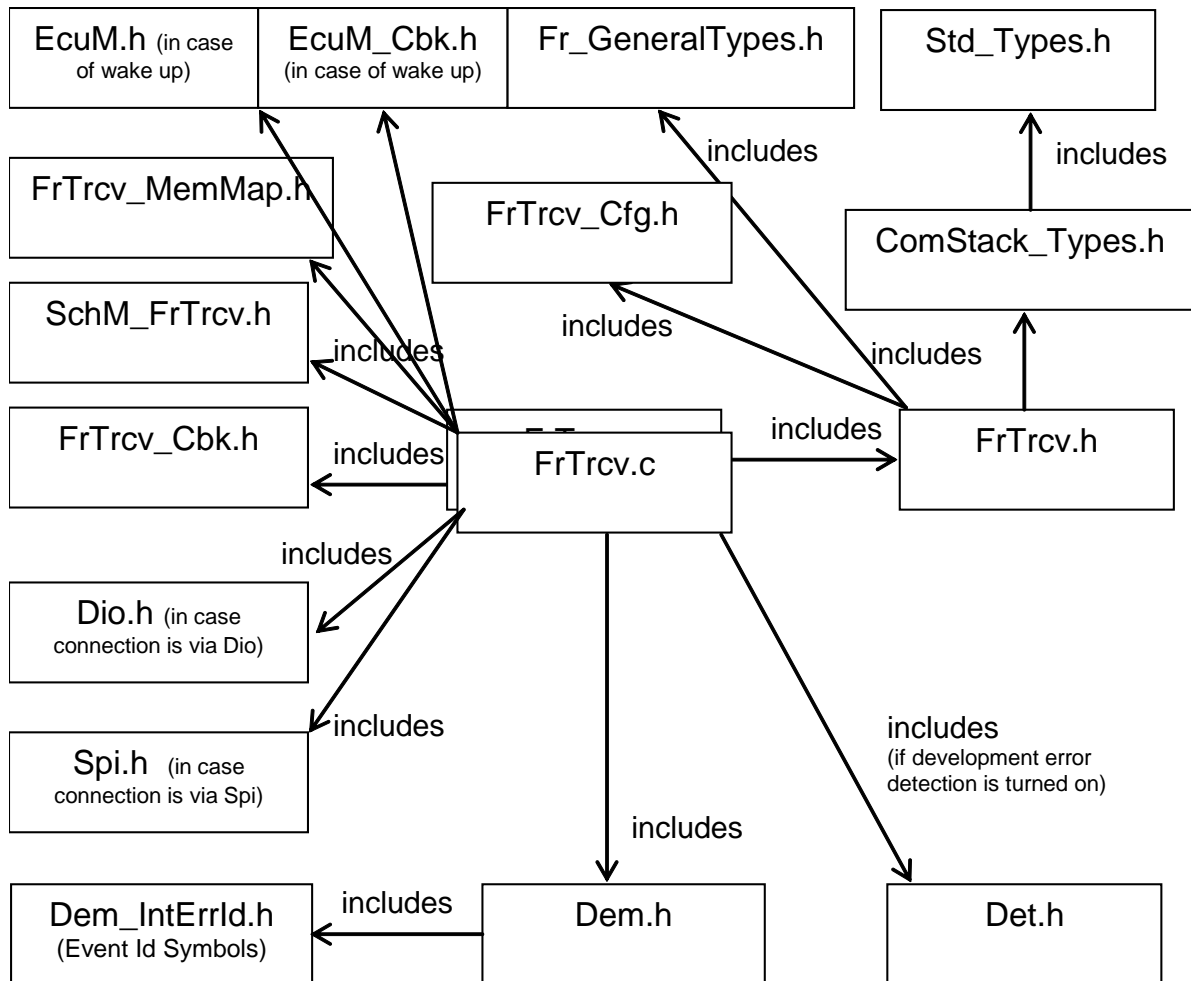 EcuM.h (in case
of wake up)
EcuM_Cbk.h
(in case of wake up)
Fr_GeneralTypes.h
Std_Types.h
includes
includes
FrTrcv_MemMap.h
FrTrcv_Cfg.h
ComStack_Types.h
SchM_FrTrcv.h
includes
includes
includes
FrTrcv_Cbk.h
includes
FrTrcv.c
includes
FrTrcv.h
includes
Dio.h (in case
connection is via Dio)
includes
Spi.h (in case
connection is via Spi)
includes
(if development error
detection is turned on)
includes
Dem_IntErrId.h
(Event Id Symbols)
includes
Dem.h
Det.h